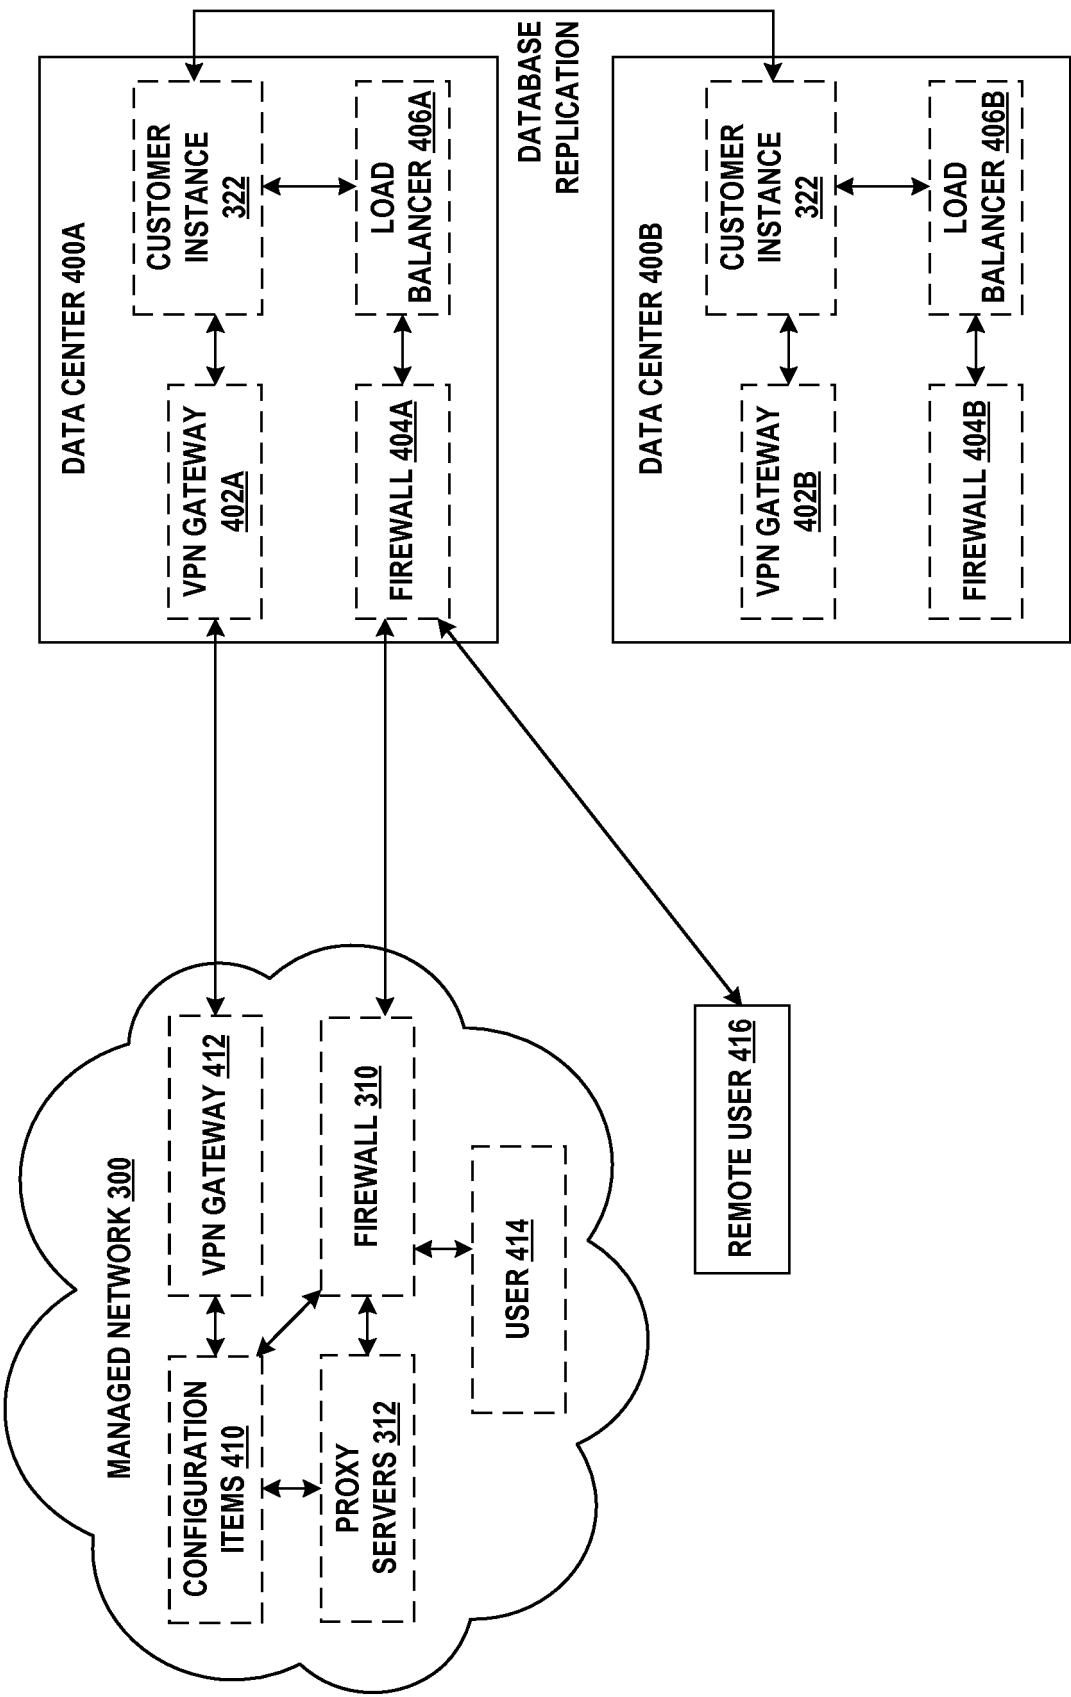 MANAGED NETWORK 300
CONFIGURATION
ITEMS 410
VPN GATEWAY 412
PROXY
SERVERS 312
FIREWALL 310
USER 414
REMOTE USER 416
DATA CENTER 400A
VPN GATEWAY
402A
CUSTOMER
INSTANCE
322
FIREWALL 404A
LOAD
BALANCER 406A
DATABASE
REPLICATION
DATA CENTER 400B
VPN GATEWAY
402B
CUSTOMER
INSTANCE
322
FIREWALL 404B
LOAD
BALANCER 406B